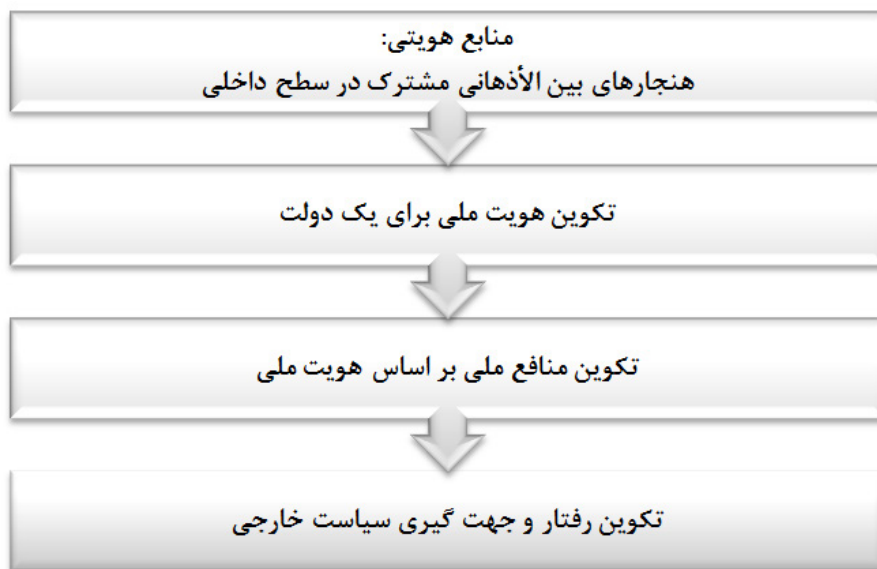 منابع هویتی:
هنجارهای بین الأذهانی مشترک در سطح داخلی
تکوین هویت ملی برای یک دولت
تکوین منافع ملی بر اساس هویت ملی
تکوین رفتار و جهت گیری سیاست خارجی